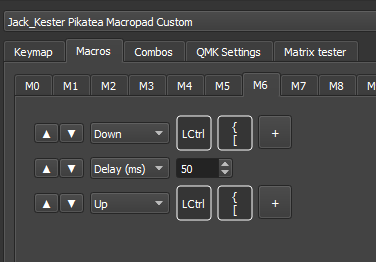 Jack_Kester Pikatea Macropad Custom
Keymap Macros Combos QMK Settings Matrix tester
M0 M1 M2 M3 M4 M5 M6 M7 M8 M
▲ ▼ Down LCtrl { [ +
▲ ▼ Delay (ms) 50
▲ ▼ Up LCtrl { [ +